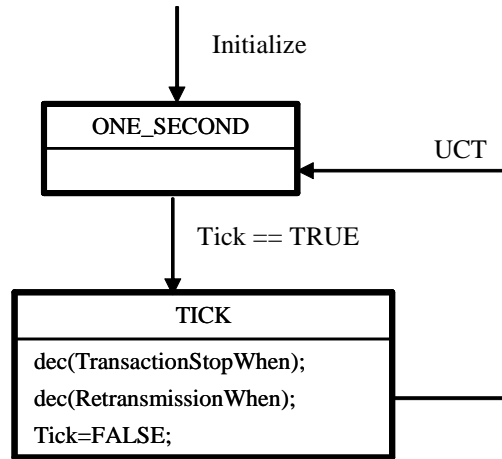 Initialize
ONE_SECOND
UCT
Tick == TRUE
TICK
dec(TransactionStopWhen);
dec(RetransmissionWhen);
Tick=FALSE;